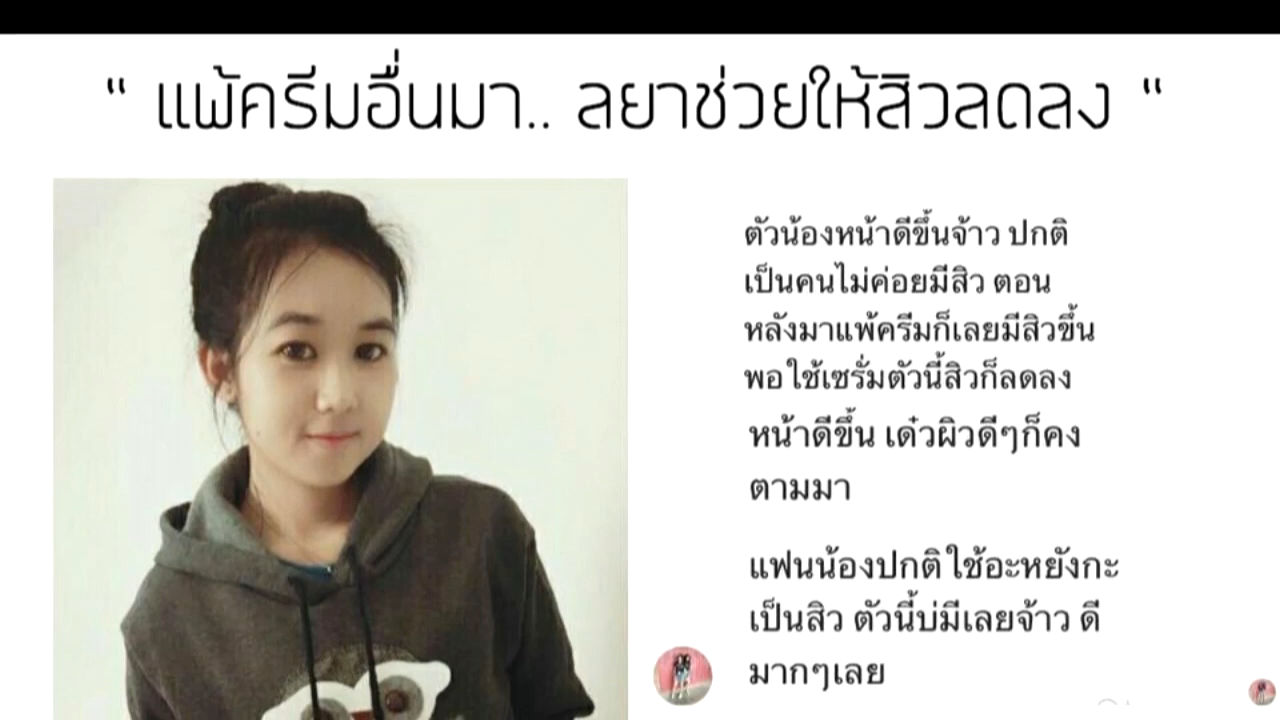 “ แพ้ครีมอื่นมา.. ลยาช่วยให้สิวลดลง “
ตัวน้องหน้าดีขึ้นจ้าว ปกติ
เป็นคนไม่ค่อยมีสิว ตอน
หลังมาแพ้ครีมก็เลยมีสิวขึ้น
พอใช้เซรั่มตัวนี้สิวก็ลดลง
หน้าดีขึ้น เด๋วผิวดีๆก็คง
ตามมา
แฟนน้องปกติใช้อะหยังกะ
เป็นสิว ตัวนี้บ่มีเลยจ้าว ดี
มากๆเลย